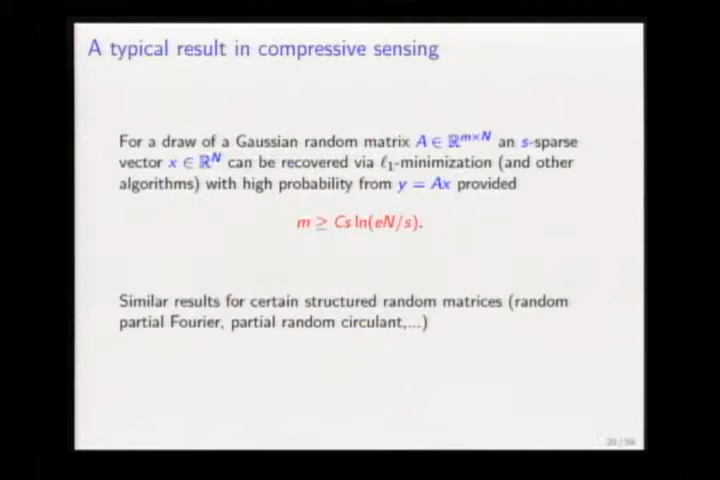 A typical result in compressive sensing
For a draw of a Gaussian random matrix A ∈ ℝ^{m×N} an s-sparse
vector x ∈ ℝ^N can be recovered via ℓ₁-minimization (and other
algorithms) with high probability from y = Ax provided
m ≥ Cs ln(eN/s).
Similar results for certain structured random matrices (random
partial Fourier, partial random circulant,...)